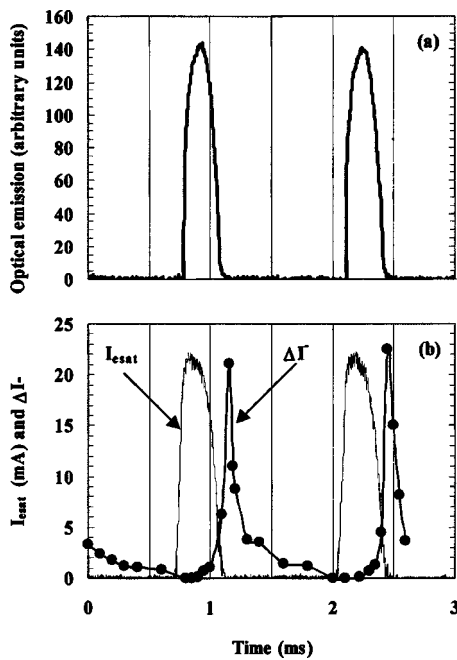 160
(a)
140
120
100
80
60
40
20
0
Optical emission (arbitrary units)
25
Iesat
ΔI-
(b)
20
15
10
5
0
Iesat (mA) and ΔI-
0
1
2
3
Time (ms)